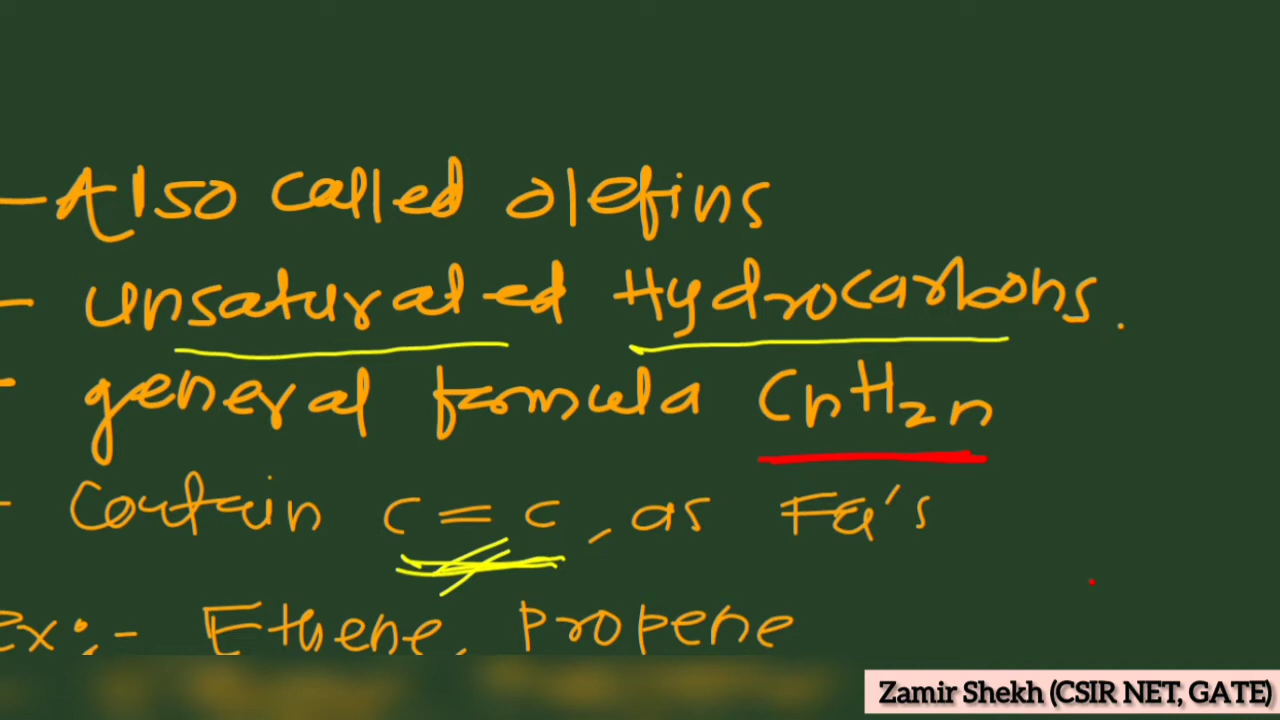 - Also called olefins
- Unsaturated Hydrocarbons.
- general formula CnH2n
- Contain C = C, as FG's
ex:- Ethene, Propene
Zamir Shekh (CSIR NET, GATE)